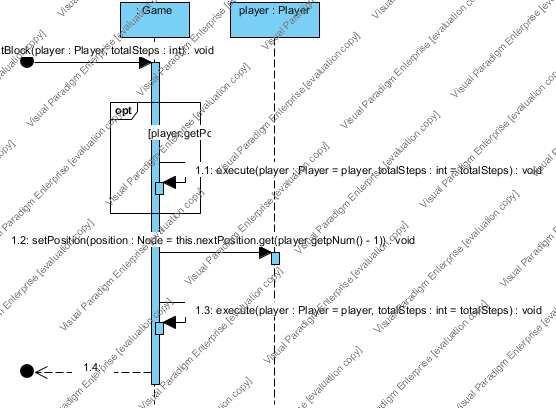 : Game
player : Player
tBlock(player : Player, totalSteps : int) : void
opt
[player.getPc
1.1: execute(player : Player = player, totalSteps : int = totalSteps) : void
1.2: setPosition(position : Node = this.nextPosition.get(player.getpNum() - 1)) : void
1.3: execute(player : Player = player, totalSteps : int = totalSteps) : void
1.4:
Visual Paradigm Enterprise [evaluation copy]